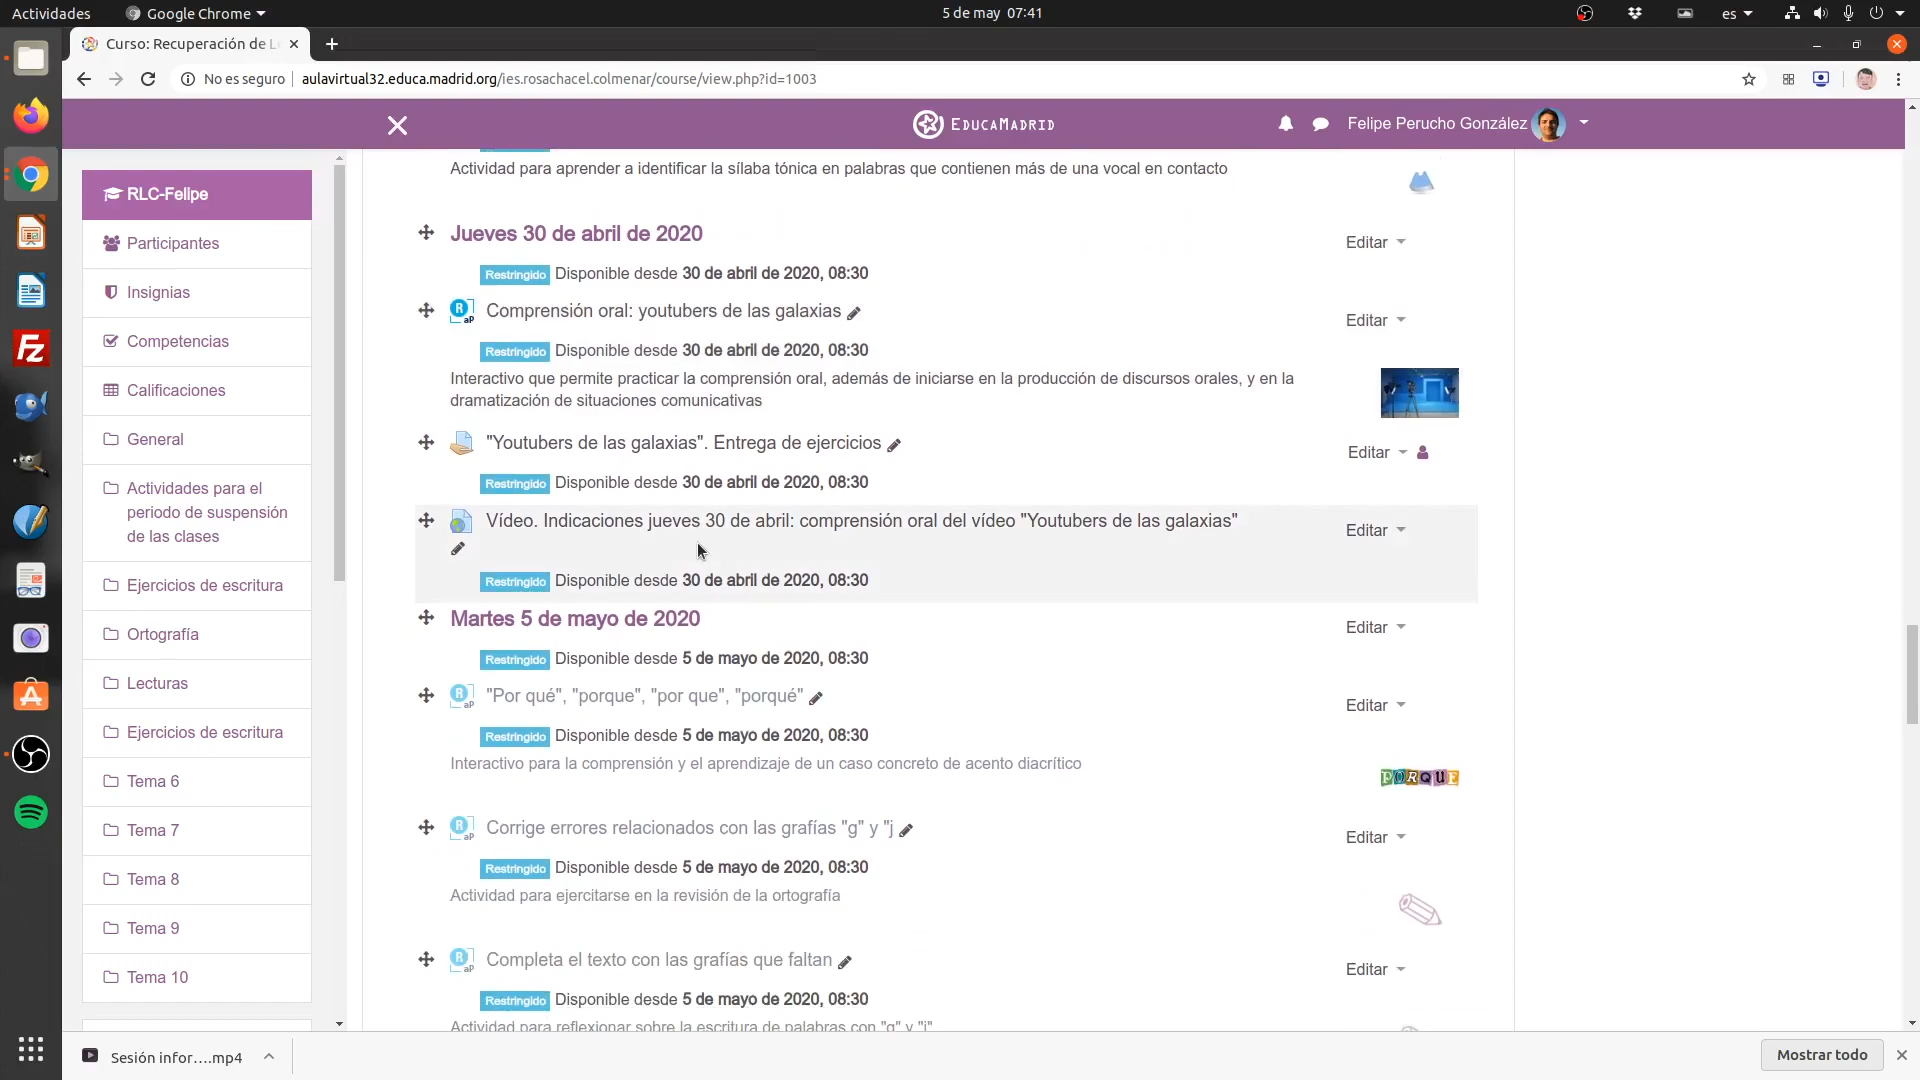 Actividades
Google Chrome
5 de may 07:41
es
Curso: Recuperación de L
No es seguro
aulavirtual32.educa.madrid.org/ies.rosachacel.colmenar/course/view.php?id=1003
EDUCAMADRID
Felipe Perucho González
RLC-Felipe
Participantes
Insignias
Competencias
Calificaciones
General
Actividades para el
periodo de suspensión
de las clases
Ejercicios de escritura
Ortografía
Lecturas
Ejercicios de escritura
Tema 6
Tema 7
Tema 8
Tema 9
Tema 10
Actividad para aprender a identificar la sílaba tónica en palabras que contienen más de una vocal en contacto
Jueves 30 de abril de 2020
Editar
Restringido Disponible desde 30 de abril de 2020, 08:30
Comprensión oral: youtubers de las galaxias
Editar
Restringido Disponible desde 30 de abril de 2020, 08:30
Interactivo que permite practicar la comprensión oral, además de iniciarse en la producción de discursos orales, y en la
dramatización de situaciones comunicativas
"Youtubers de las galaxias". Entrega de ejercicios
Editar
Restringido Disponible desde 30 de abril de 2020, 08:30
Vídeo. Indicaciones jueves 30 de abril: comprensión oral del vídeo "Youtubers de las galaxias"
Editar
Restringido Disponible desde 30 de abril de 2020, 08:30
Martes 5 de mayo de 2020
Editar
Restringido Disponible desde 5 de mayo de 2020, 08:30
"Por qué", "porque", "por que", "porqué"
Editar
Restringido Disponible desde 5 de mayo de 2020, 08:30
Interactivo para la comprensión y el aprendizaje de un caso concreto de acento diacrítico
PORQUE
Corrige errores relacionados con las grafías "g" y "j
Editar
Restringido Disponible desde 5 de mayo de 2020, 08:30
Actividad para ejercitarse en la revisión de la ortografía
Completa el texto con las grafías que faltan
Editar
Restringido Disponible desde 5 de mayo de 2020, 08:30
Actividad para reflexionar sobre la escritura de palabras con "g" y "j"
Sesión infor....mp4
Mostrar todo